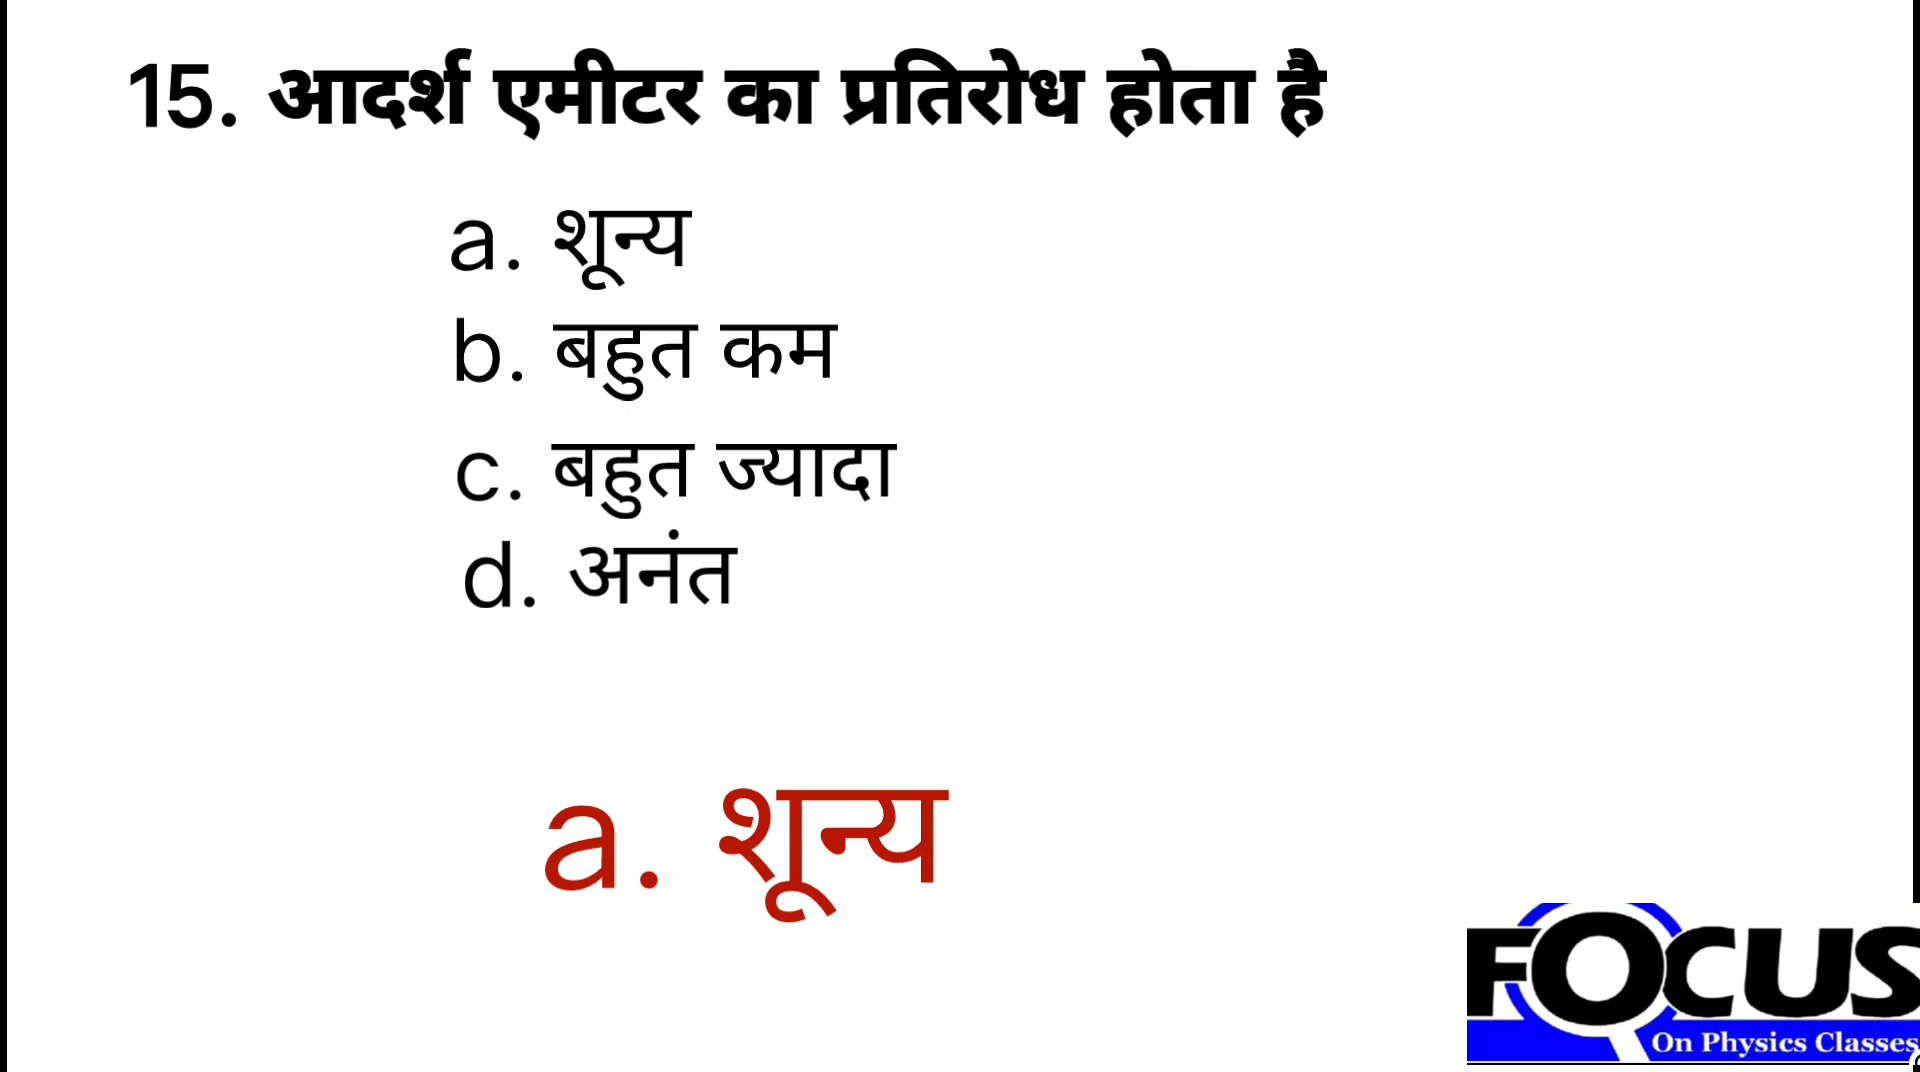 15. आदर्श एमीटर का प्रतिरोध होता है
a. शून्य
b. बहुत कम
c. बहुत ज्यादा
d. अनंत
a. शून्य
FOCUS
On Physics Classes